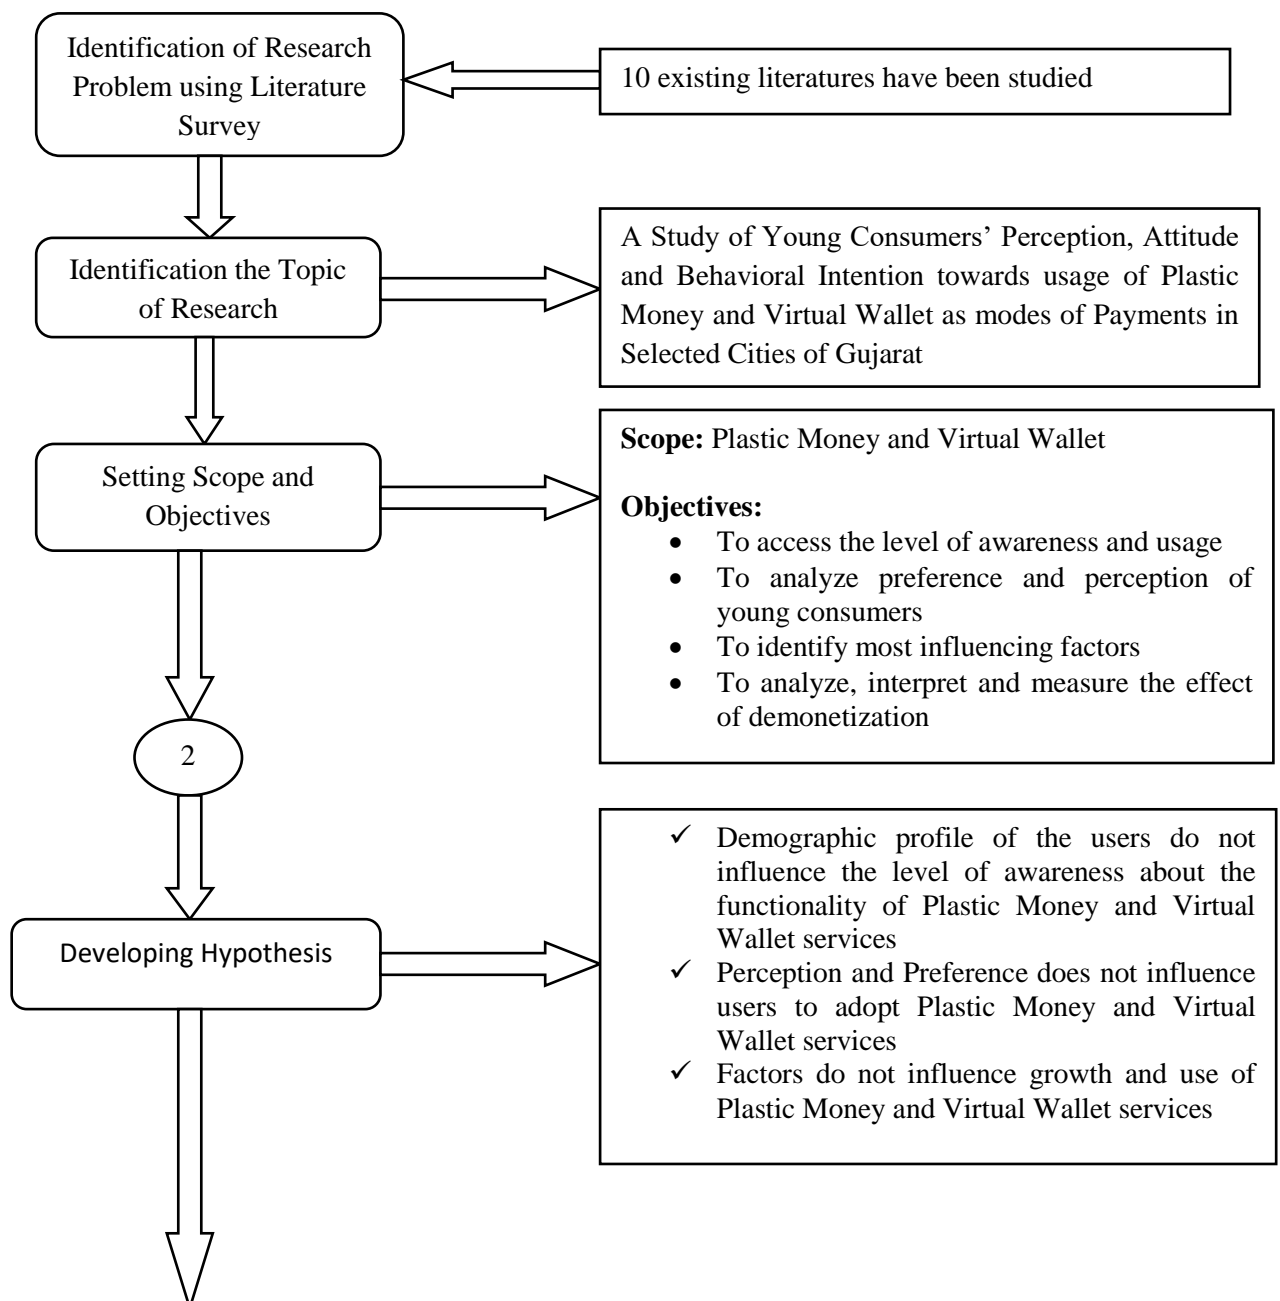 Identification of Research
Problem using Literature
Survey
10 existing literatures have been studied
Identification the Topic
of Research
A Study of Young Consumers’ Perception, Attitude
and Behavioral Intention towards usage of Plastic
Money and Virtual Wallet as modes of Payments in
Selected Cities of Gujarat
Setting Scope and
Objectives
Scope: Plastic Money and Virtual Wallet
Objectives:
• To access the level of awareness and usage
• To analyze preference and perception of
young consumers
• To identify most influencing factors
• To analyze, interpret and measure the effect
of demonetization
2
Developing Hypothesis
✓ Demographic profile of the users do not
influence the level of awareness about the
functionality of Plastic Money and Virtual
Wallet services
✓ Perception and Preference does not influence
users to adopt Plastic Money and Virtual
Wallet services
✓ Factors do not influence growth and use of
Plastic Money and Virtual Wallet services